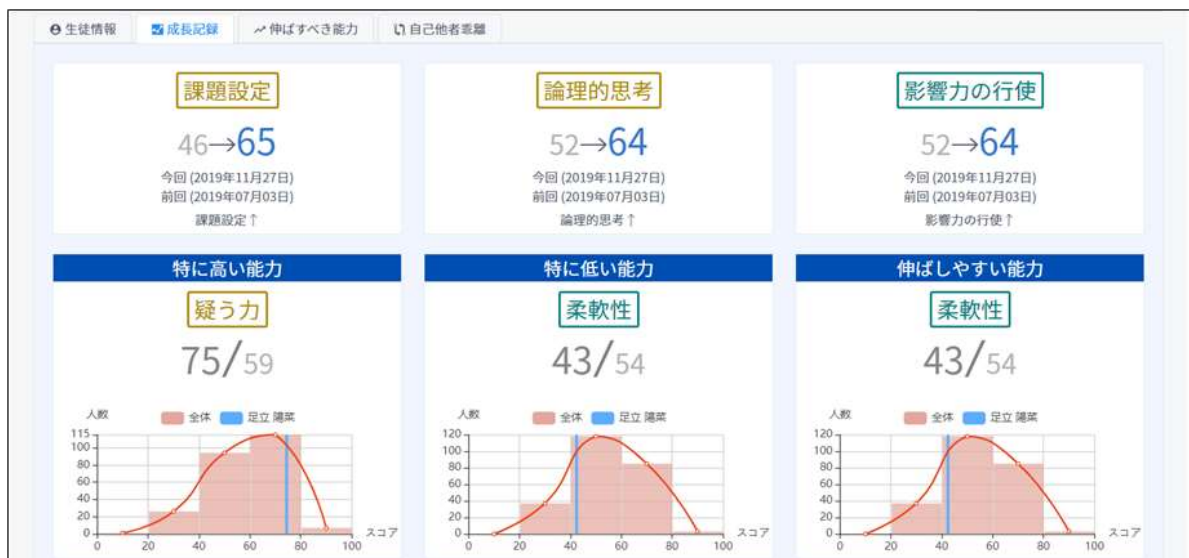 生徒情報 成長記録 伸ばすべき能力 自己他者乖離
課題設定
46→65
今回 (2019年11月27日)
前回 (2019年07月03日)
課題設定↑
論理的思考
52→64
今回 (2019年11月27日)
前回 (2019年07月03日)
論理的思考↑
影響力の行使
52→64
今回 (2019年11月27日)
前回 (2019年07月03日)
影響力の行使↑
特に高い能力
疑う力
75/59
人数 全体 足立 陽菜
115
100
80
60
40
20
0
スコア
0 20 40 60 80 100
特に低い能力
柔軟性
43/54
人数 全体 足立 陽菜
120
100
80
60
40
20
0
スコア
0 20 40 60 80 100
伸ばしやすい能力
柔軟性
43/54
人数 全体 足立 陽菜
120
100
80
60
40
20
0
スコア
0 20 40 60 80 100